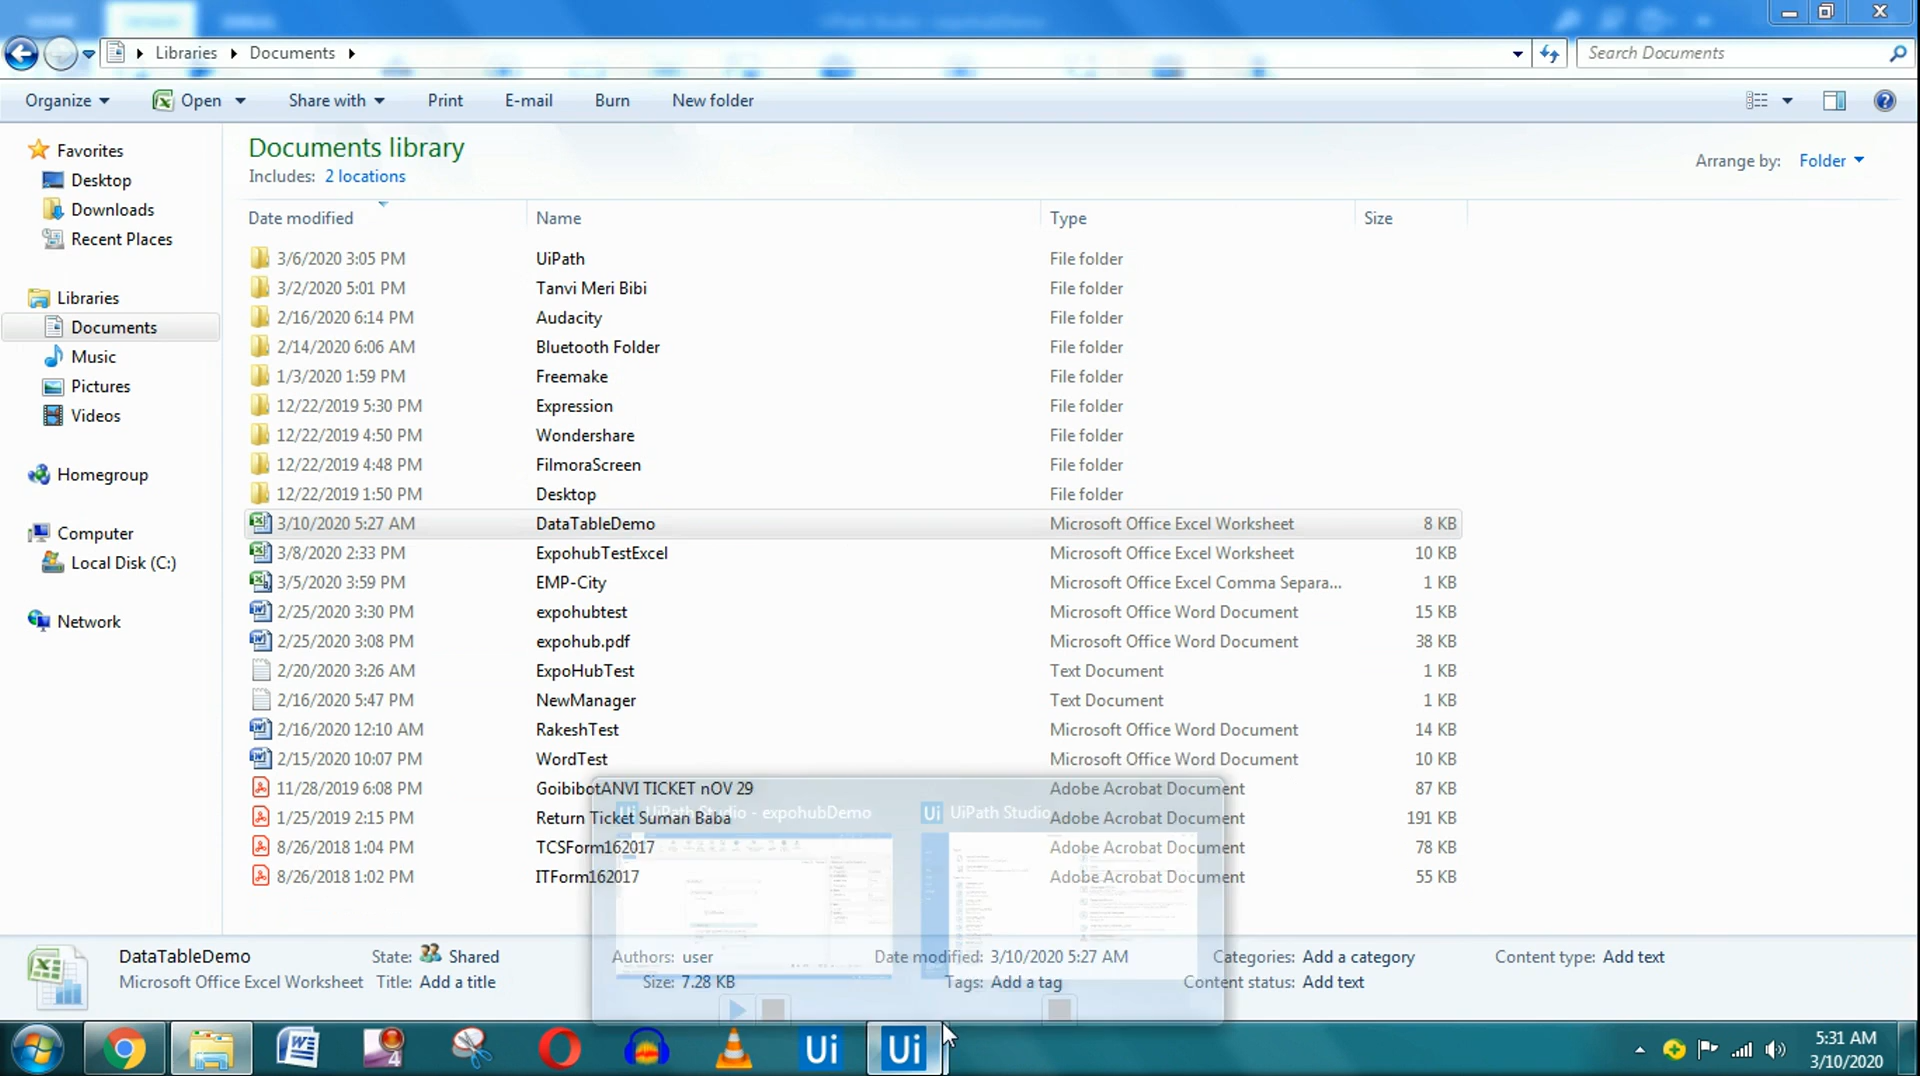 Libraries Documents
Search Documents
Organize Open Share with Print E-mail Burn New folder
Documents library
Includes: 2 locations
Arrange by: Folder
Favorites
Desktop
Downloads
Recent Places
Libraries
Documents
Music
Pictures
Videos
Homegroup
Computer
Local Disk (C:)
Network
Date modified Name Type Size
3/6/2020 3:05 PM UiPath File folder
3/2/2020 5:01 PM Tanvi Meri Bibi File folder
2/16/2020 6:14 PM Audacity File folder
2/14/2020 6:06 AM Bluetooth Folder File folder
1/3/2020 1:59 PM Freemake File folder
12/22/2019 5:30 PM Expression File folder
12/22/2019 4:50 PM Wondershare File folder
12/22/2019 4:48 PM FilmoraScreen File folder
12/22/2019 1:50 PM Desktop File folder
3/10/2020 5:27 AM DataTableDemo Microsoft Office Excel Worksheet 8 KB
3/8/2020 2:33 PM ExpohubTestExcel Microsoft Office Excel Worksheet 10 KB
3/5/2020 3:59 PM EMP-City Microsoft Office Excel Comma Separa... 1 KB
2/25/2020 3:30 PM expohubtest Microsoft Office Word Document 15 KB
2/25/2020 3:08 PM expohub.pdf Microsoft Office Word Document 38 KB
2/20/2020 3:26 AM ExpoHubTest Text Document 1 KB
2/16/2020 5:47 PM NewManager Text Document 1 KB
2/16/2020 12:10 AM RakeshTest Microsoft Office Word Document 14 KB
2/15/2020 10:07 PM WordTest Microsoft Office Word Document 10 KB
11/28/2019 6:08 PM GoibibotANVI TICKET nOV 29 Adobe Acrobat Document 87 KB
1/25/2019 2:15 PM Return Ticket Suman Baba Adobe Acrobat Document 191 KB
8/26/2018 1:04 PM TCSForm162017 Adobe Acrobat Document 78 KB
8/26/2018 1:02 PM ITForm162017 Adobe Acrobat Document 55 KB
Ui UiPath Studio - expohubDemo
Ui UiPath Studio
DataTableDemo State: Shared Authors: user Date modified: 3/10/2020 5:27 AM Categories: Add a category Content type: Add text
Microsoft Office Excel Worksheet Title: Add a title Size: 7.28 KB Tags: Add a tag Content status: Add text
Ui Ui
5:31 AM
3/10/2020